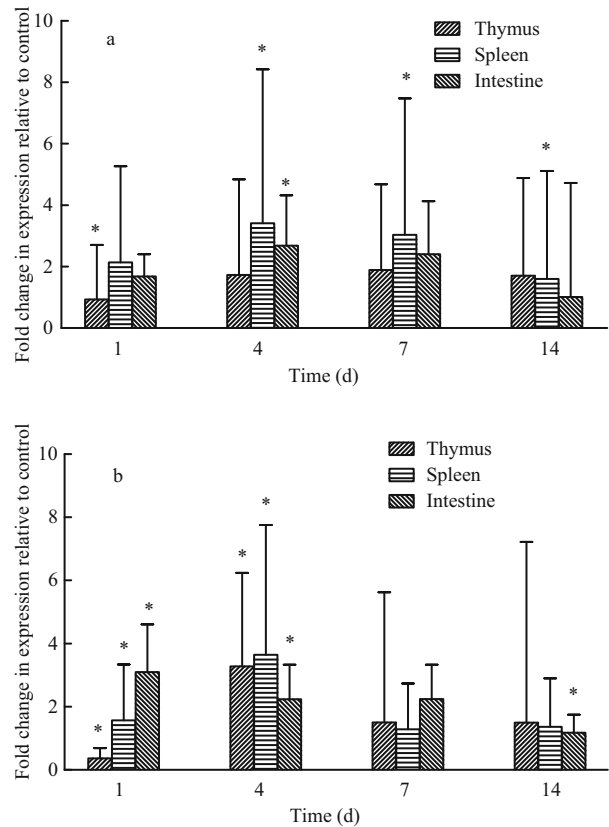 10
a
Thymus
Spleen
Intestine
8
6
4
2
0
* * * * *
Fold change in expression relative to control
1 4 7 14
Time (d)
10
b
Thymus
Spleen
Intestine
8
6
4
2
0
* * * * * * *
Fold change in expression relative to control
1 4 7 14
Time (d)